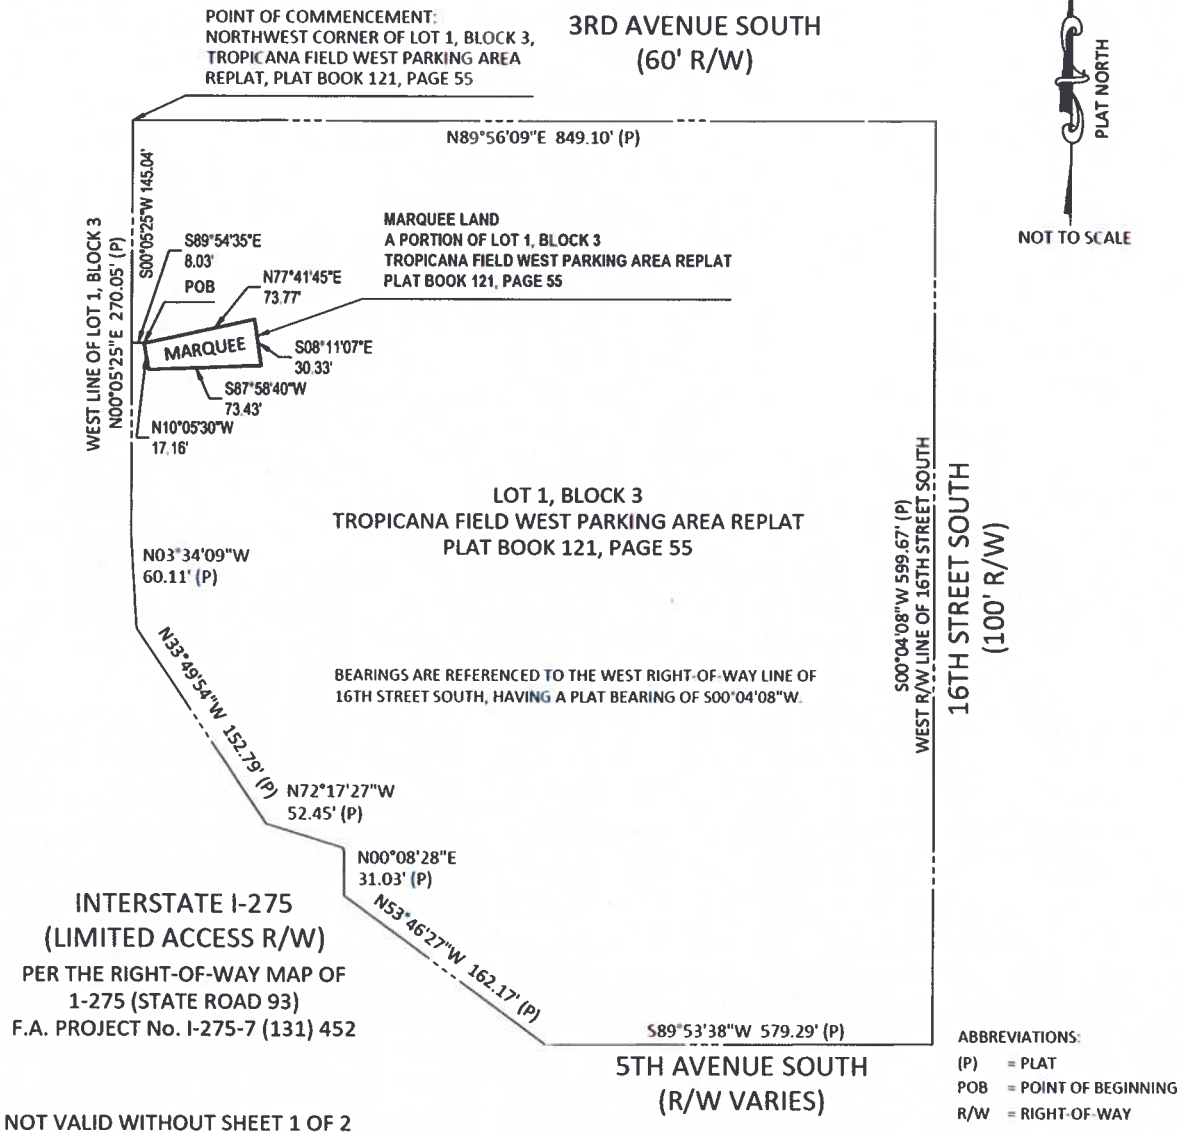 POINT OF COMMENCEMENT:
NORTHWEST CORNER OF LOT 1, BLOCK 3,
TROPICANA FIELD WEST PARKING AREA
REPLAT, PLAT BOOK 121, PAGE 55
3RD AVENUE SOUTH
(60' R/W)
PLAT NORTH
NOT TO SCALE
N89°56'09"E 849.10' (P)
S00°05'25"W 145.04'
WEST LINE OF LOT 1, BLOCK 3
N00°05'25"E 270.05' (P)
S89°54'35"E
8.03'
POB
N77°41'45"E
73.77'
MARQUEE LAND
A PORTION OF LOT 1, BLOCK 3
TROPICANA FIELD WEST PARKING AREA REPLAT
PLAT BOOK 121, PAGE 55
MARQUEE
S08°11'07"E
30.33'
S87°58'40"W
73.43'
N10°05'30"W
17.16'
LOT 1, BLOCK 3
TROPICANA FIELD WEST PARKING AREA REPLAT
PLAT BOOK 121, PAGE 55
S00°04'08"W 599.67' (P)
WEST R/W LINE OF 16TH STREET SOUTH
16TH STREET SOUTH
(100' R/W)
N03°34'09"W
60.11' (P)
N33°49'54"W 152.79' (P)
BEARINGS ARE REFERENCED TO THE WEST RIGHT-OF-WAY LINE OF
16TH STREET SOUTH, HAVING A PLAT BEARING OF S00°04'08"W.
N72°17'27"W
52.45' (P)
N00°08'28"E
31.03' (P)
N53°46'27"W 162.17' (P)
INTERSTATE I-275
(LIMITED ACCESS R/W)
PER THE RIGHT-OF-WAY MAP OF
1-275 (STATE ROAD 93)
F.A. PROJECT No. I-275-7 (131) 452
S89°53'38"W 579.29' (P)
5TH AVENUE SOUTH
(R/W VARIES)
ABBREVIATIONS:
(P) = PLAT
POB = POINT OF BEGINNING
R/W = RIGHT-OF-WAY
NOT VALID WITHOUT SHEET 1 OF 2